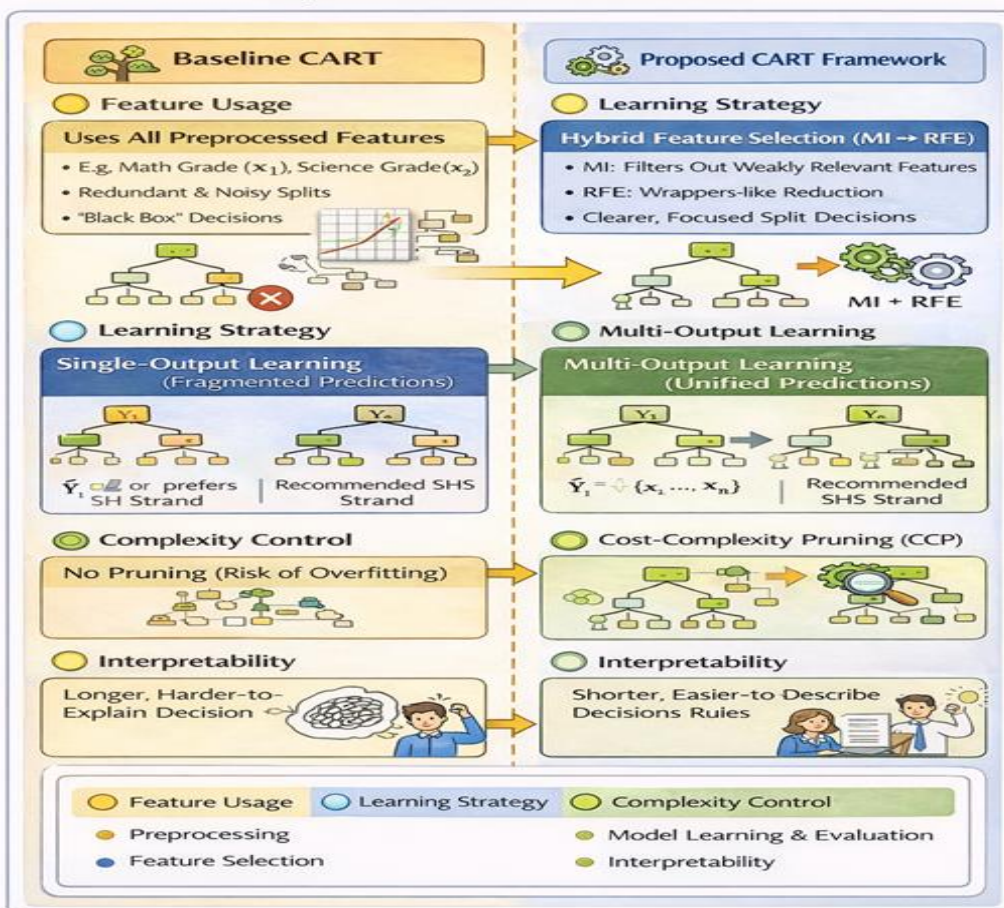 Baseline CART
Feature Usage
Uses All Preprocessed Features
• E.g, Math Grade (x₁), Science Grade(x₂)
• Redundant & Noisy Splits
• "Black Box" Decisions
Learning Strategy
Single-Output Learning
(Fragmented Predictions)
Y₁
Ŷ₁ or prefers
SH Strand
Recommended SHS
Strand
Complexity Control
No Pruning (Risk of Overfitting)
Interpretability
Longer, Harder-to-
Explain Decision
Proposed CART Framework
Learning Strategy
Hybrid Feature Selection (MI → RFE)
• MI: Filters Out Weakly Relevant Features
• RFE: Wrappers-like Reduction
• Clearer, Focused Split Decisions
MI + RFE
Multi-Output Learning
Multi-Output Learning
(Unified Predictions)
Y₁
Yₙ
Recommended
SHS Strand
Cost-Complexity Pruning (CCP)
Interpretability
Shorter, Easier-to Describe
Decisions Rules
Feature Usage
Learning Strategy
Complexity Control
• Preprocessing
• Model Learning & Evaluation
• Feature Selection
• Interpretability